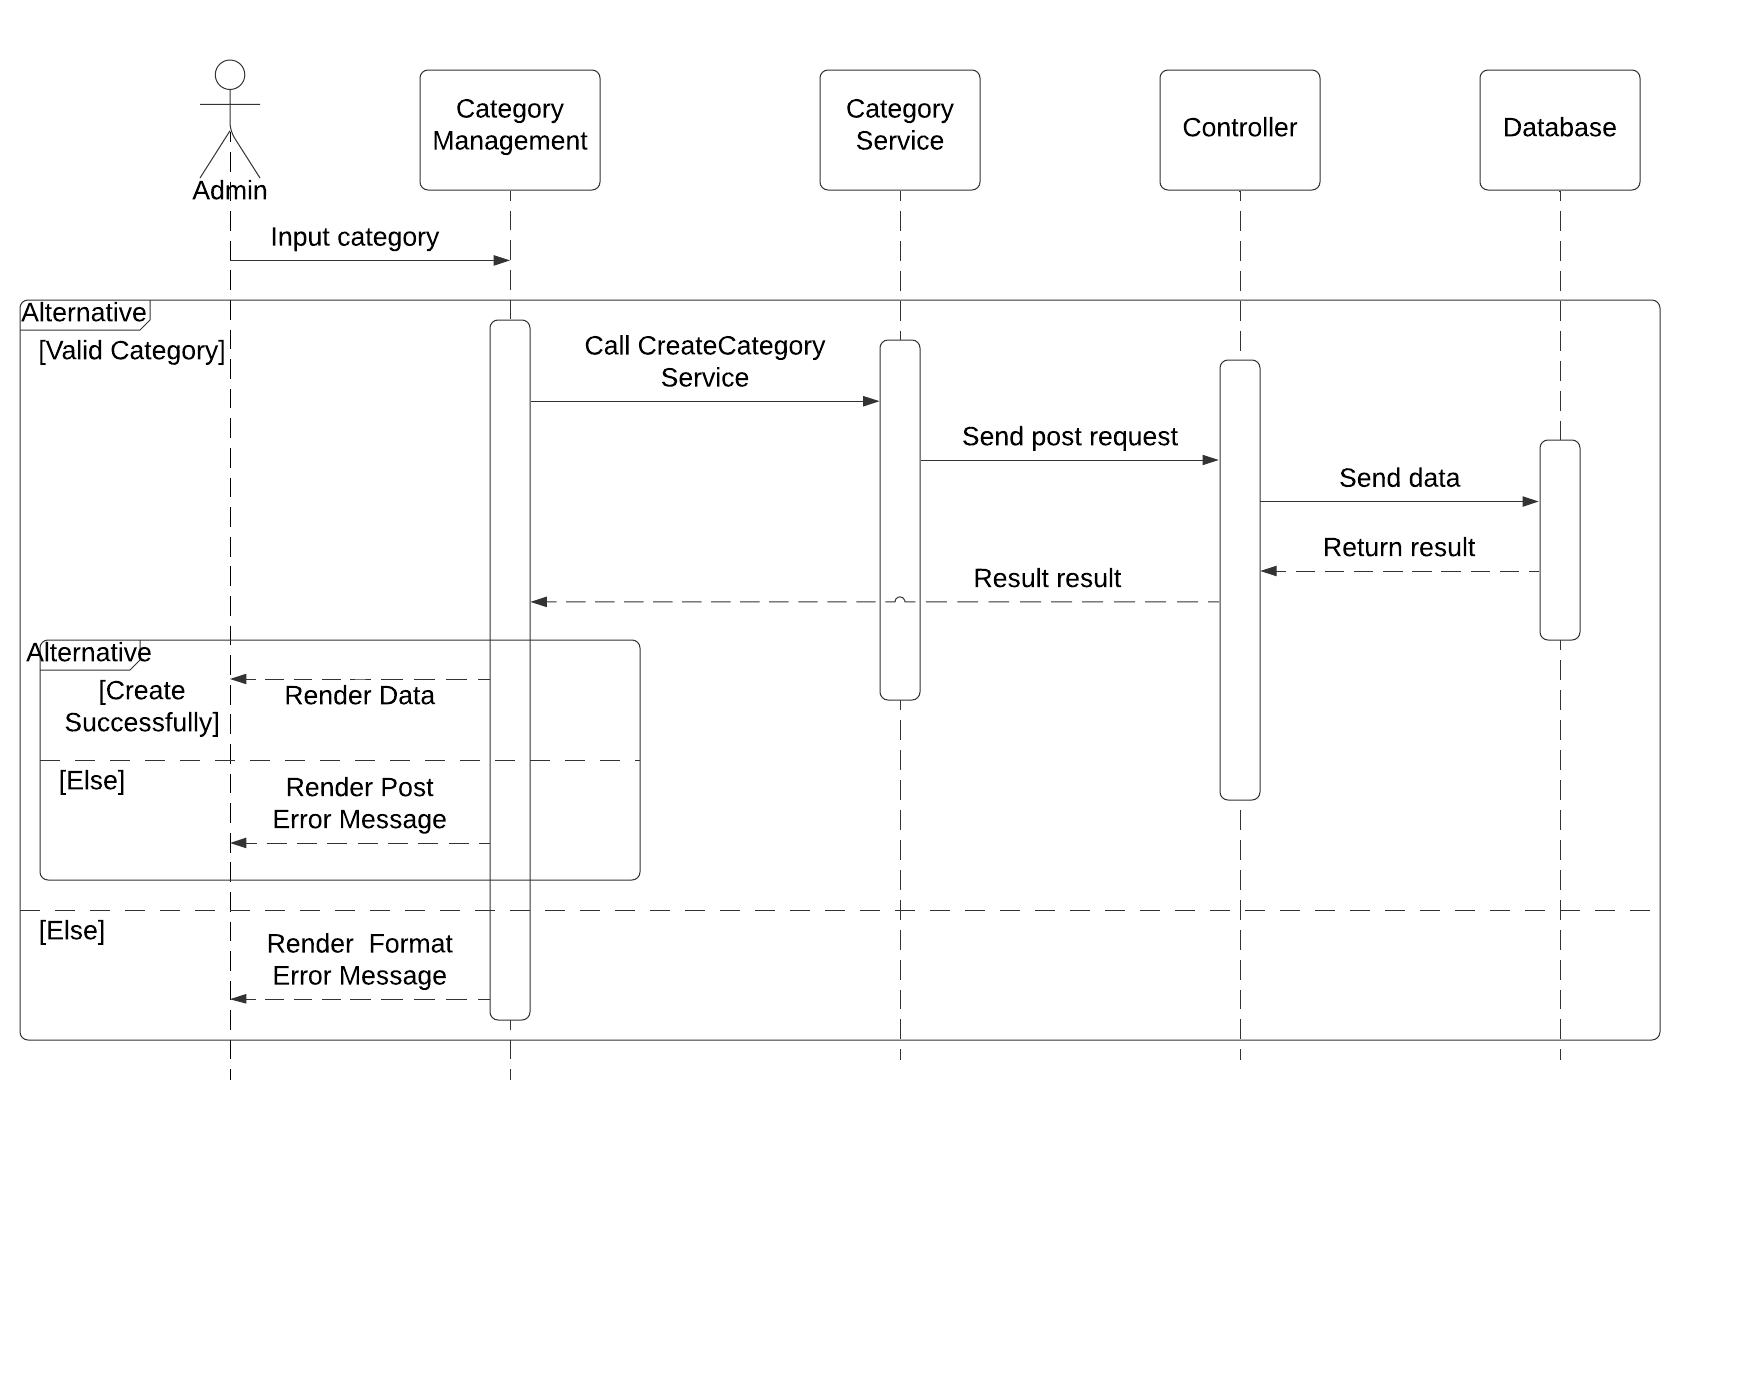 Category
Management
Category
Service
Controller
Database
Admin
Input category
Alternative
[Valid Category]
Call CreateCategory
Service
Send post request
Send data
Return result
Result result
Alternative
[Create
Successfully]
Render Data
[Else]
Render Post
Error Message
[Else]
Render  Format
Error Message